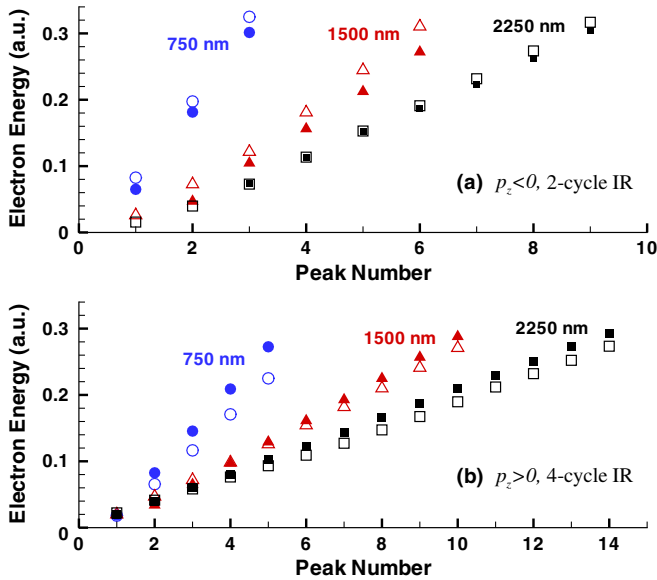 Electron Energy (a.u.)
0.3
0.2
0.1
0
750 nm
1500 nm
2250 nm
(a) p_z<0, 2-cycle IR
0 2 4 6 8 10
Peak Number
Electron Energy (a.u.)
0.3
0.2
0.1
0
750 nm
1500 nm
2250 nm
(b) p_z>0, 4-cycle IR
0 2 4 6 8 10 12 14
Peak Number